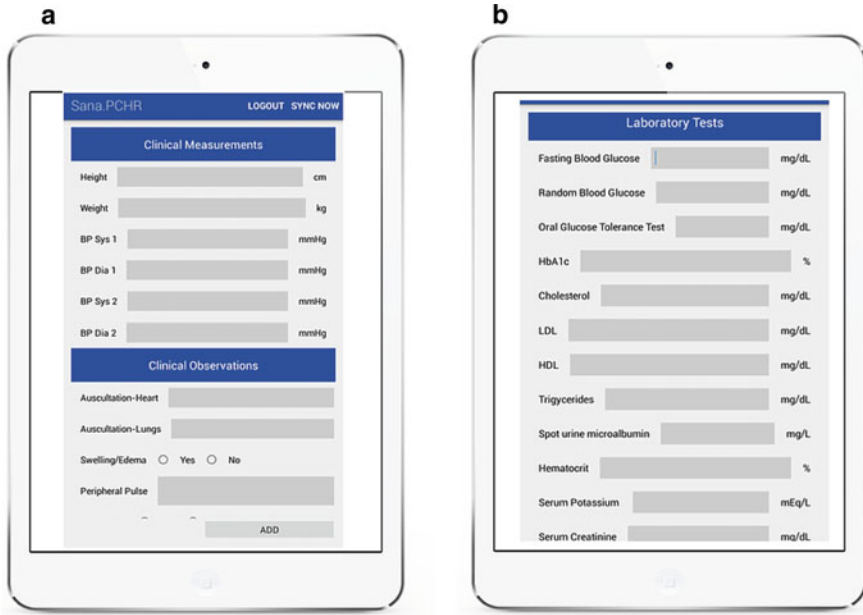 a
Sana.PCHR LOGOUT SYNC NOW
Clinical Measurements
Height cm
Weight kg
BP Sys 1 mmHg
BP Dia 1 mmHg
BP Sys 2 mmHg
BP Dia 2 mmHg
Clinical Observations
Auscultation-Heart
Auscultation-Lungs
Swelling/Edema Yes No
Peripheral Pulse
ADD
b
Laboratory Tests
Fasting Blood Glucose mg/dL
Random Blood Glucose mg/dL
Oral Glucose Tolerance Test mg/dL
HbA1c %
Cholesterol mg/dL
LDL mg/dL
HDL mg/dL
Trigycerides mg/dL
Spot urine microalbumin mg/L
Hematocrit %
Serum Potassium mEq/L
Serum Creatinine mg/dL